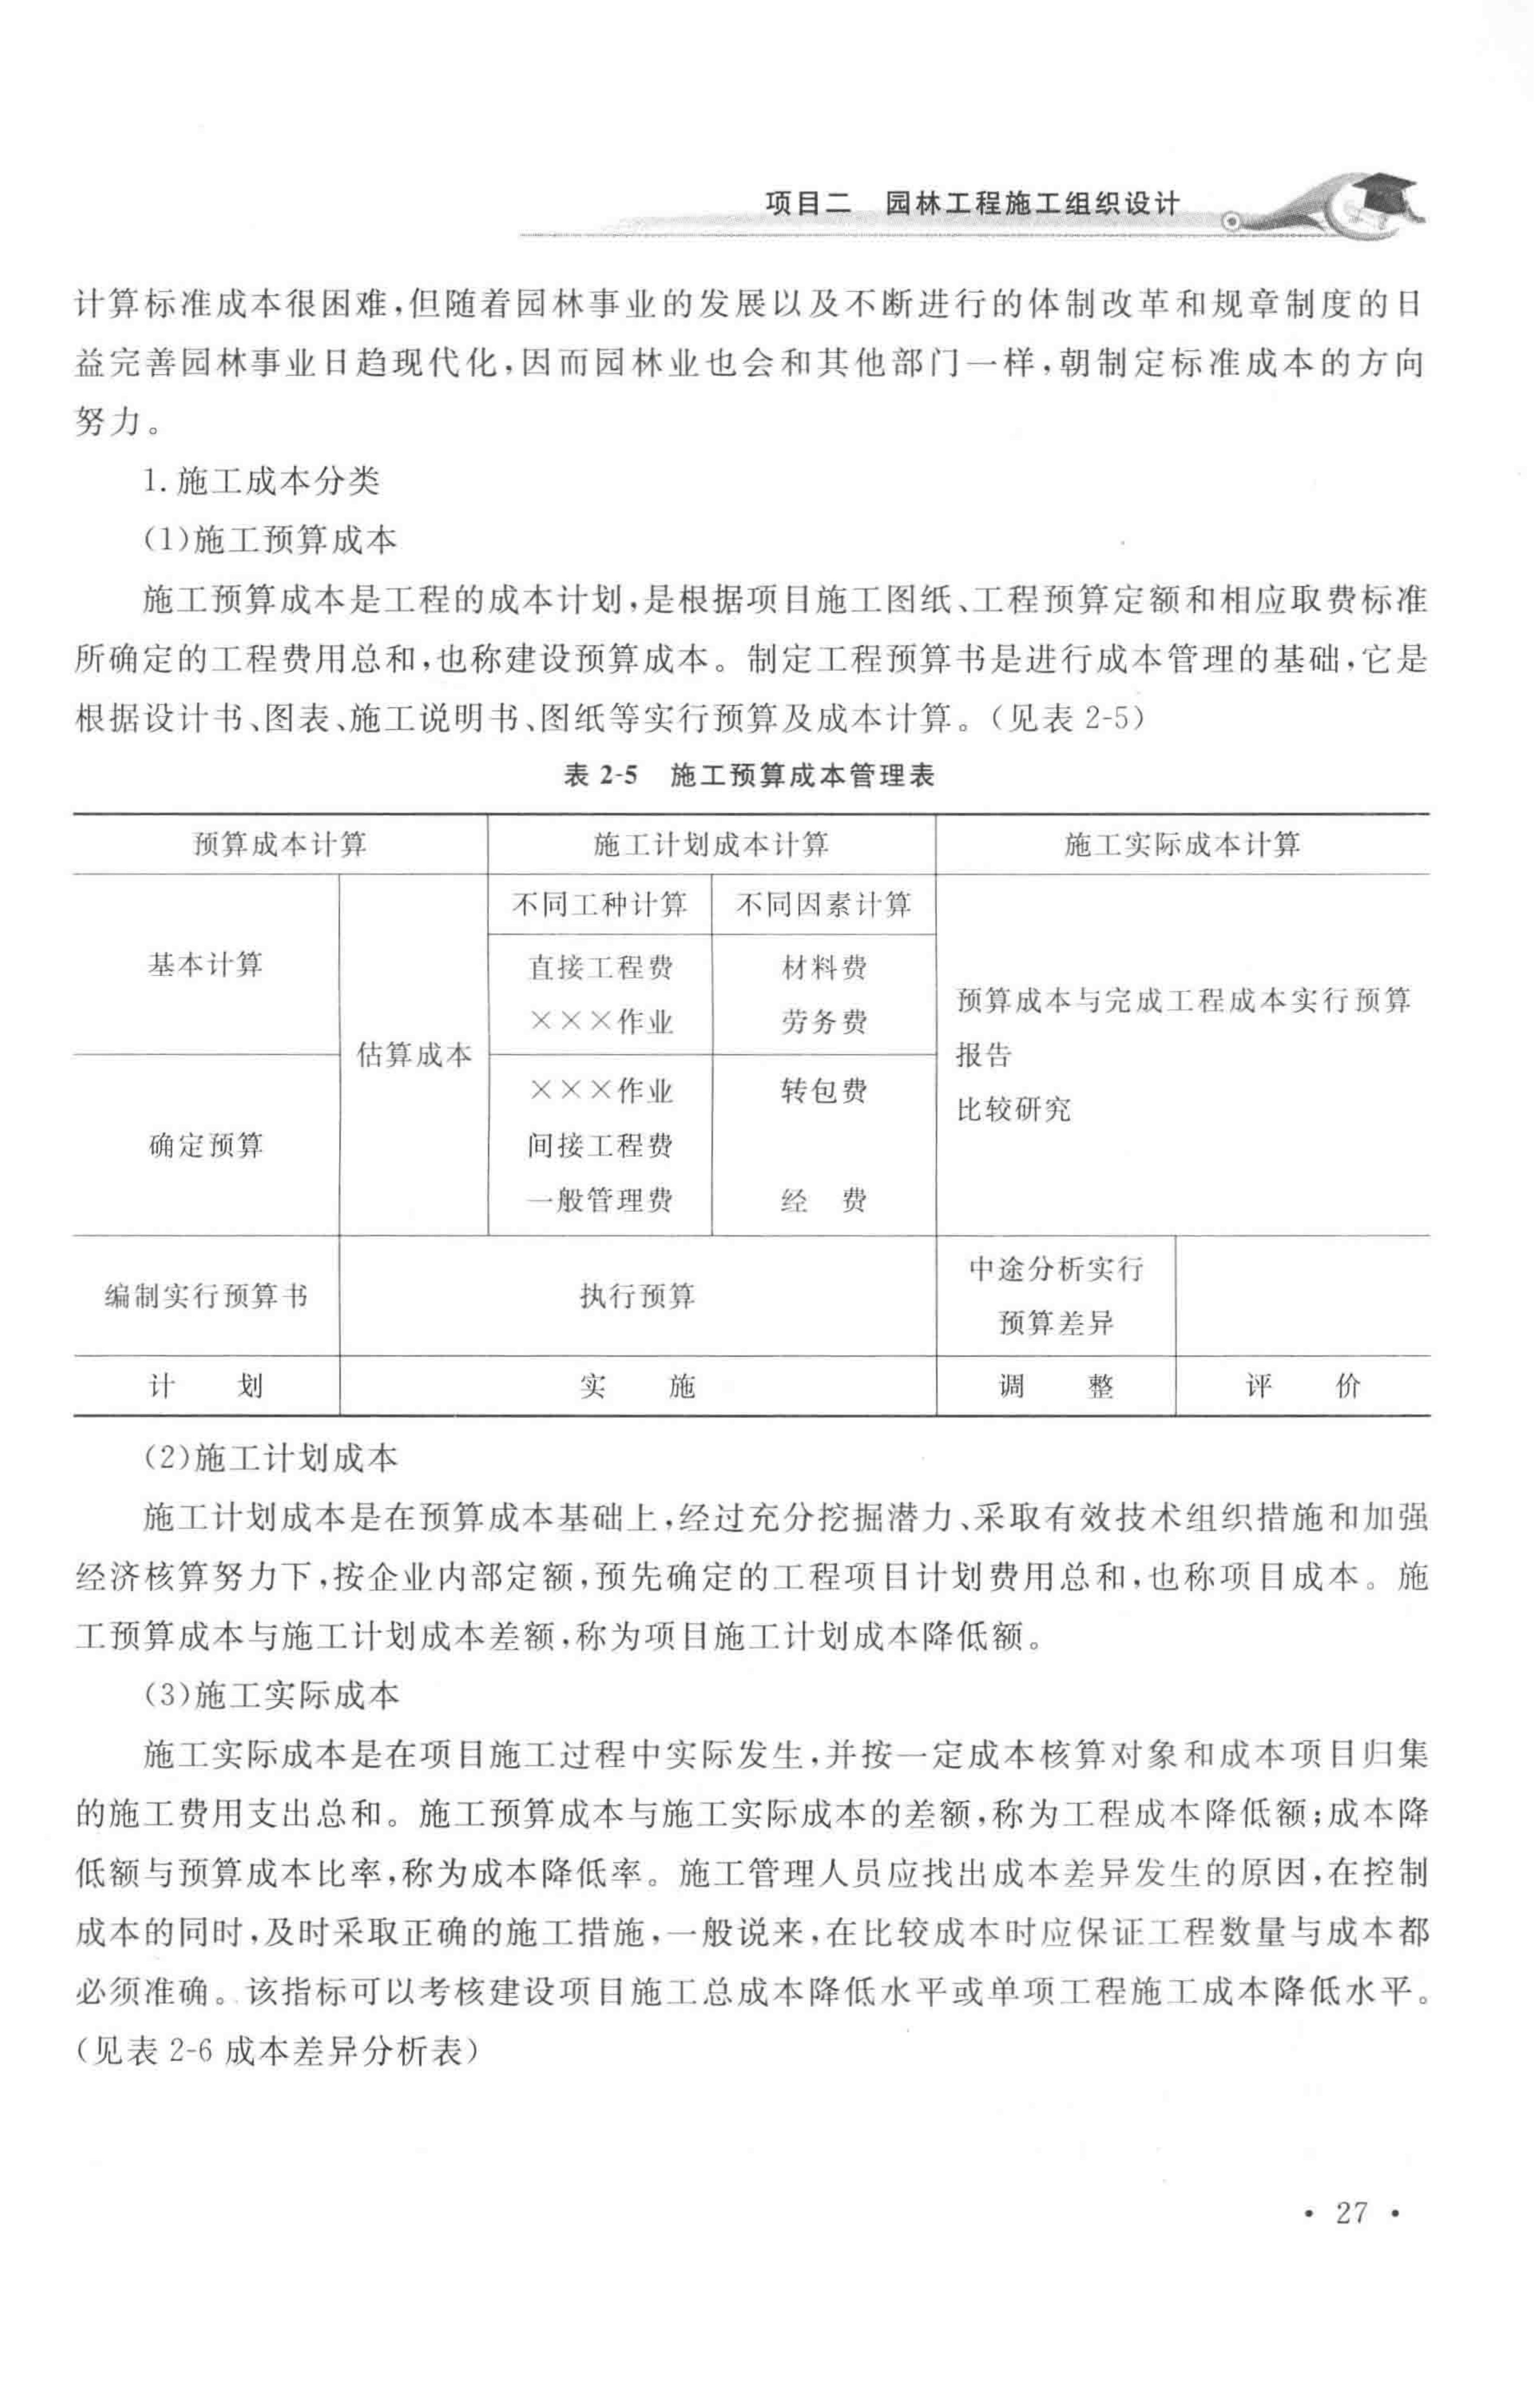 项目二 园林工程施工组织设计
计算标准成本很困难,但随着园林事业的发展以及不断进行的体制改革和规章制度的日
益完善园林事业日趋现代化,因而园林业也会和其他部门一样,朝制定标准成本的方向
努力。
1.施工成本分类
(1)施工预算成本
施工预算成本是工程的成本计划,是根据项目施工图纸、工程预算定额和相应取费标准
所确定的工程费用总和,也称建设预算成本。制定工程预算书是进行成本管理的基础,它是
根据设计书、图表、施工说明书、图纸等实行预算及成本计算。(见表 2-5)
表 2-5 施工预算成本管理表
预算成本计算 施工计划成本计算 施工实际成本计算
不同工种计算 不同因素计算
基本计算 直接工程费 材料费
×××作业 劳务费
估算成本
预算成本与完成工程成本实行预算
报告
比较研究
×××作业 转包费
确定预算 间接工程费
一般管理费 经 费
编制实行预算书 执行预算 中途分析实行
预算差异
计 划 实 施 调 整 评 价
(2)施工计划成本
施工计划成本是在预算成本基础上,经过充分挖掘潜力、采取有效技术组织措施和加强
经济核算努力下,按企业内部定额,预先确定的工程项目计划费用总和,也称项目成本。施
工预算成本与施工计划成本差额,称为项目施工计划成本降低额。
(3)施工实际成本
施工实际成本是在项目施工过程中实际发生,并按一定成本核算对象和成本项目归集
的施工费用支出总和。施工预算成本与施工实际成本的差额,称为工程成本降低额;成本降
低额与预算成本比率,称为成本降低率。施工管理人员应找出成本差异发生的原因,在控制
成本的同时,及时采取正确的施工措施,一般说来,在比较成本时应保证工程数量与成本都
必须准确。该指标可以考核建设项目施工总成本降低水平或单项工程施工成本降低水平。
(见表 2-6 成本差异分析表)
· 27 ·